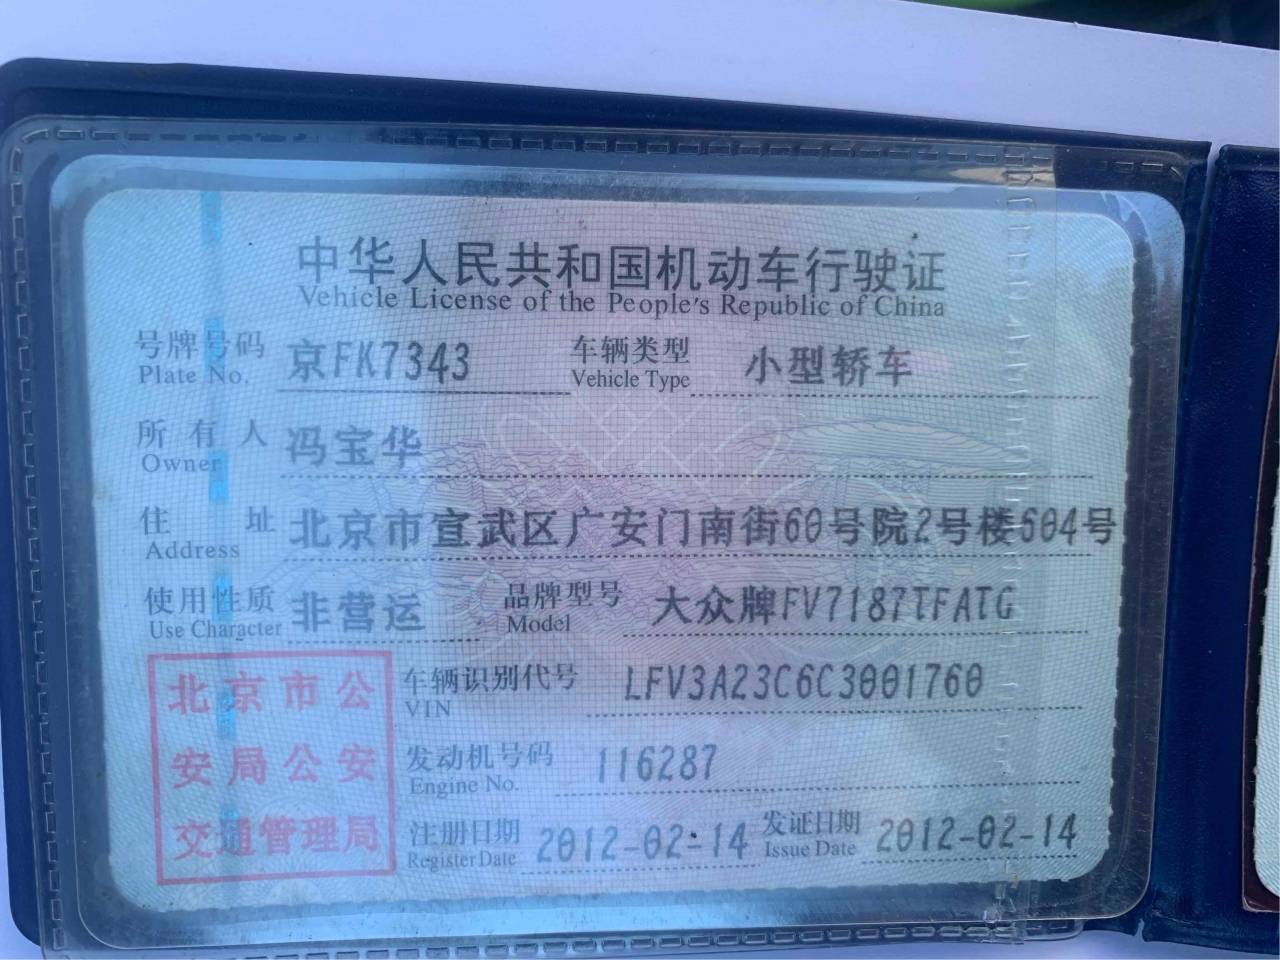 中华人民共和国机动车行驶证
Vehicle License of the People's Republic of China
号牌号码 京FK7343 车辆类型 小型轿车
Plate No. Vehicle Type
所有人 冯宝华
Owner
住址 北京市宣武区广安门南街60号院2号楼604号
Address
使用性质 非营运 品牌型号 大众牌FV7187TFATG
Use Character Model
车辆识别代号 LFV3A23C6C3001760
VIN
发动机号码 116287
Engine No.
注册日期 2012-02-14 发证日期 2012-02-14
Register Date Issue Date
北京市公
安局公安
交通管理局